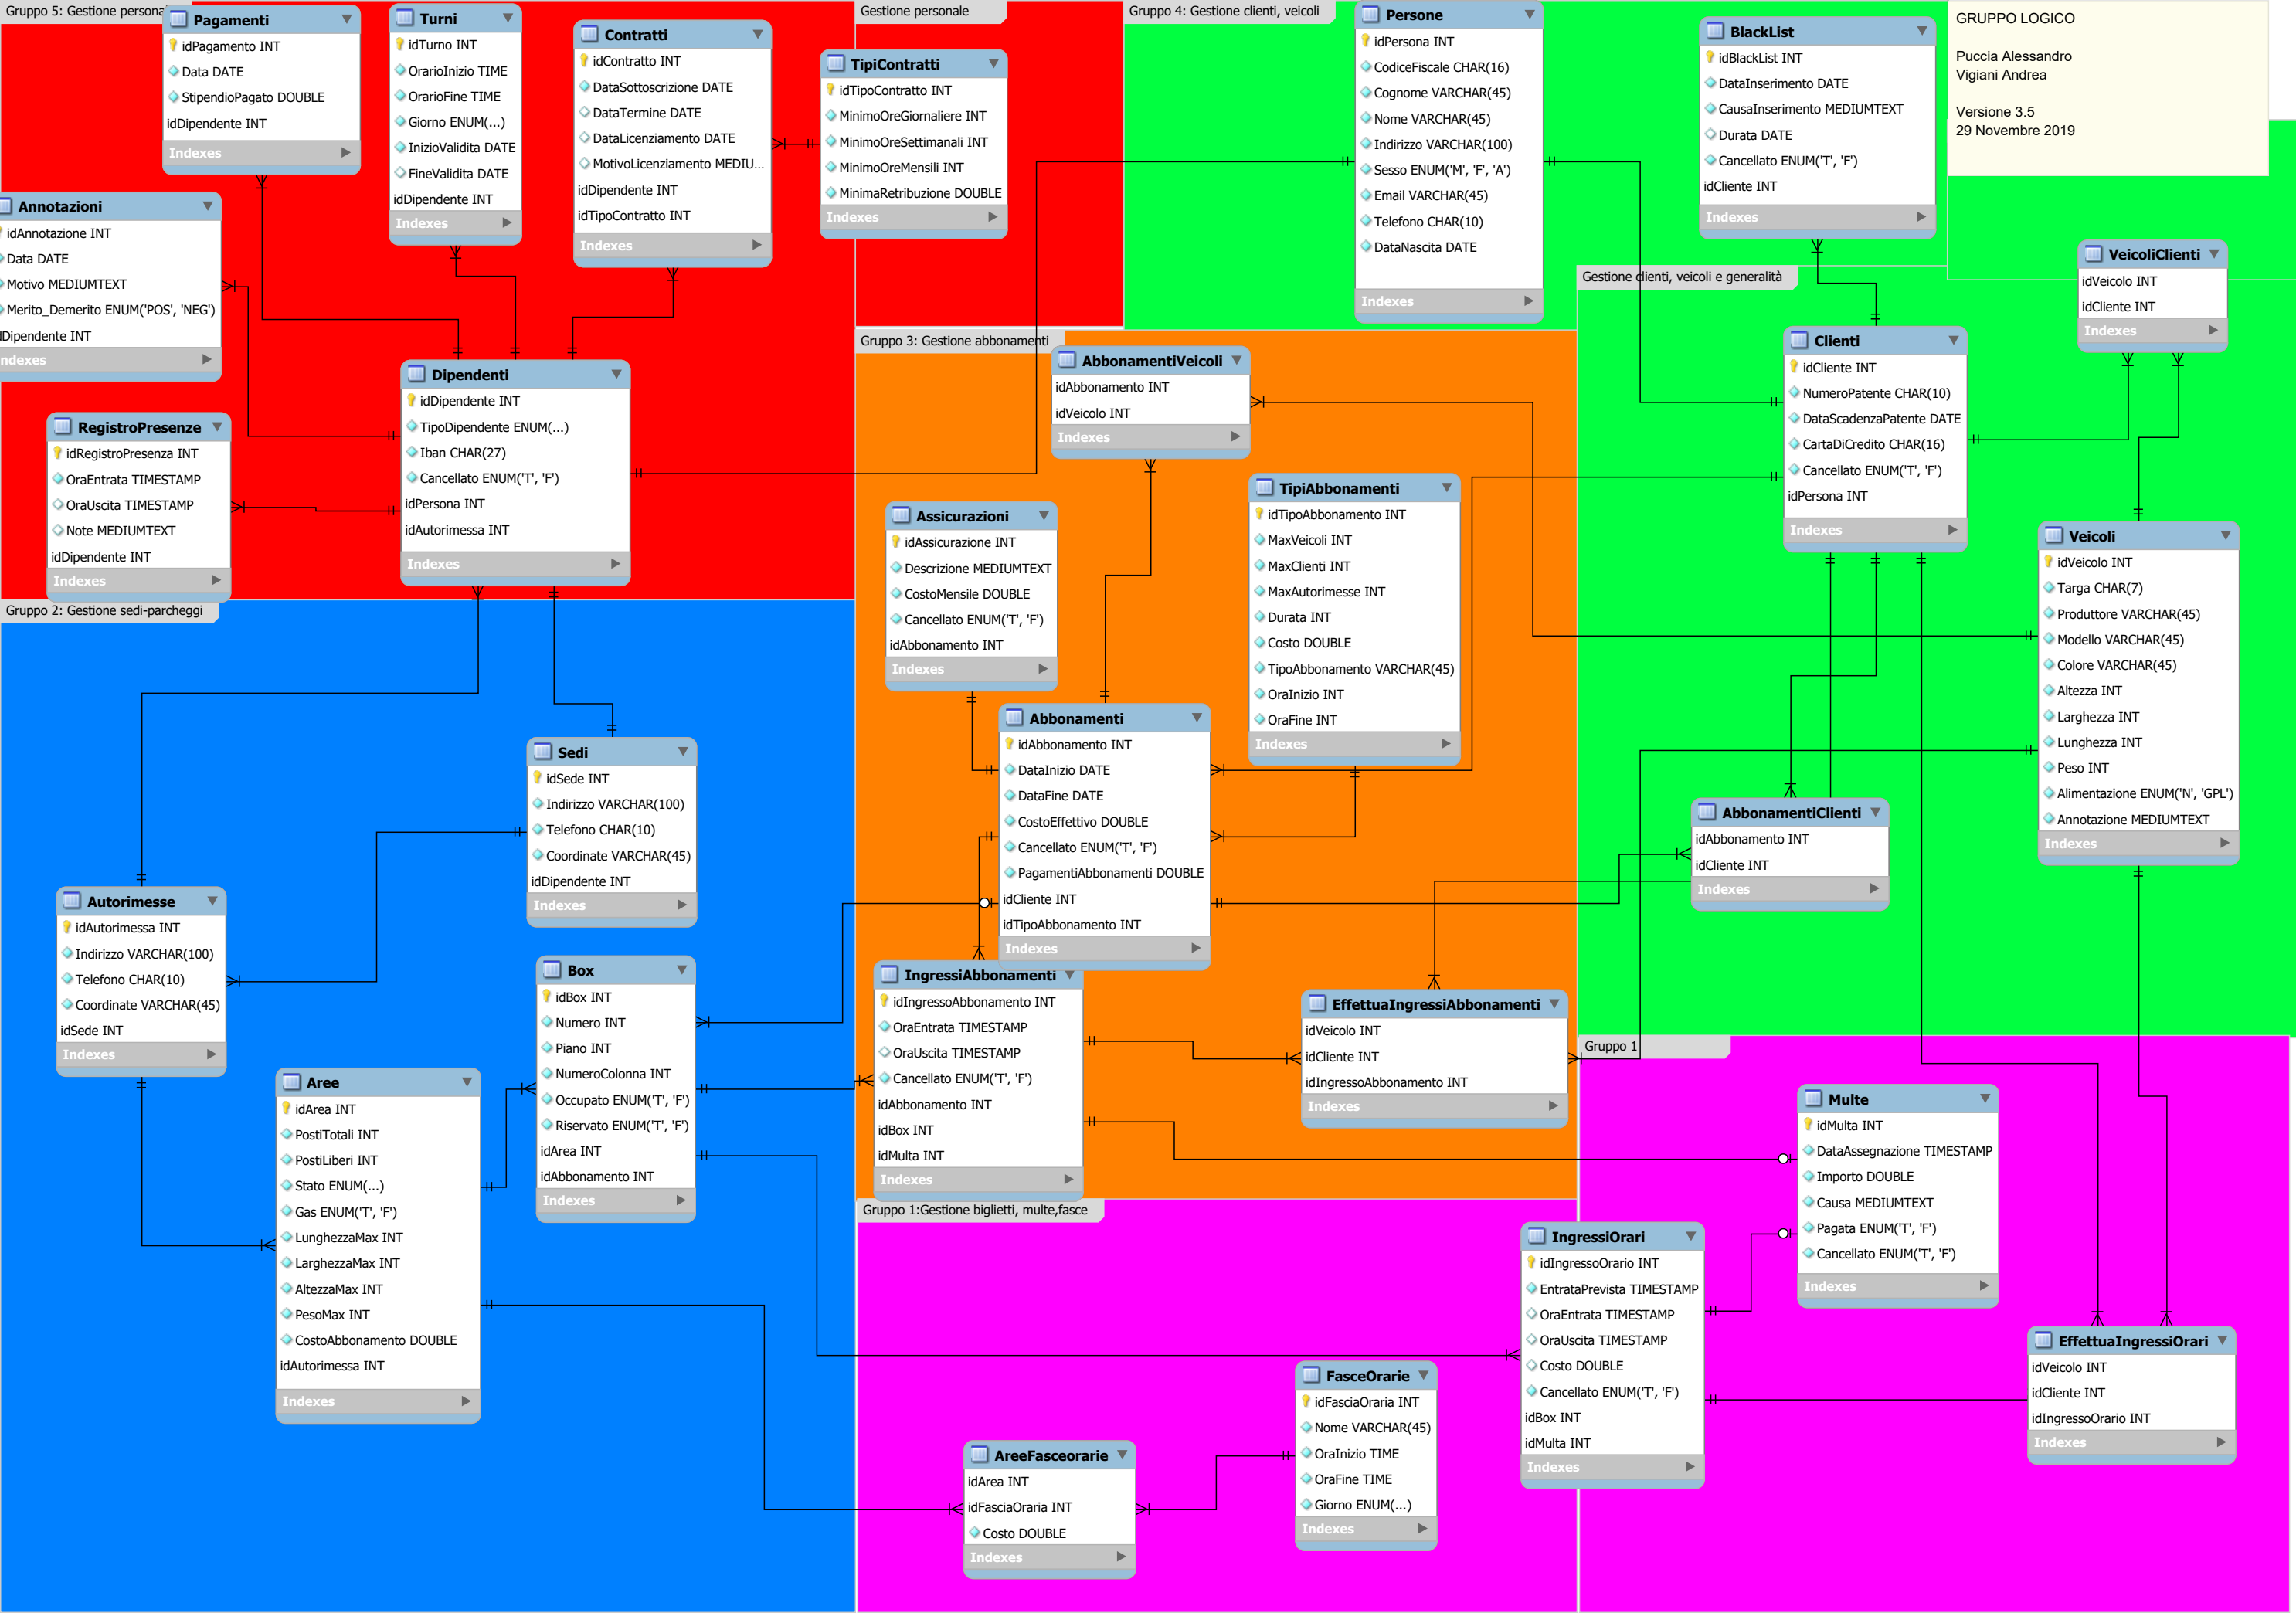 Gruppo 5: Gestione persona
Pagamenti
idPagamento INT
Data DATE
StipendioPagato DOUBLE
idDipendente INT
Indexes
Turni
idTurno INT
OrarioInizio TIME
OrarioFine TIME
Giorno ENUM(...)
InizioValidita DATE
FineValidita DATE
idDipendente INT
Indexes
Contratti
idContratto INT
DataSottoscrizione DATE
DataTermine DATE
DataLicenziamento DATE
MotivoLicenziamento MEDIU...
idDipendente INT
idTipoContratto INT
Indexes
Gestione personale
TipiContratti
idTipoContratto INT
MinimoOreGiornaliere INT
MinimoOreSettimanali INT
MinimoOreMensili INT
MinimaRetribuzione DOUBLE
Indexes
Annotazioni
idAnnotazione INT
Data DATE
Motivo MEDIUMTEXT
Merito_Demerito ENUM('POS', 'NEG')
dDipendente INT
ndexes
Dipendenti
idDipendente INT
TipoDipendente ENUM(...)
Iban CHAR(27)
Cancellato ENUM('T', 'F')
idPersona INT
idAutorimessa INT
Indexes
RegistroPresenze
idRegistroPresenza INT
OraEntrata TIMESTAMP
OraUscita TIMESTAMP
Note MEDIUMTEXT
idDipendente INT
Indexes
Gruppo 4: Gestione clienti, veicoli
Persone
idPersona INT
CodiceFiscale CHAR(16)
Cognome VARCHAR(45)
Nome VARCHAR(45)
Indirizzo VARCHAR(100)
Sesso ENUM('M', 'F', 'A')
Email VARCHAR(45)
Telefono CHAR(10)
DataNascita DATE
Indexes
BlackList
idBlackList INT
DataInserimento DATE
CausaInserimento MEDIUMTEXT
Durata DATE
Cancellato ENUM('T', 'F')
idCliente INT
Indexes
GRUPPO LOGICO
Puccia Alessandro
Vigiani Andrea
Versione 3.5
29 Novembre 2019
Gestione clienti, veicoli e generalità
VeicoliClienti
idVeicolo INT
idCliente INT
Indexes
Clienti
idCliente INT
NumeroPatente CHAR(10)
DataScadenzaPatente DATE
CartaDiCredito CHAR(16)
Cancellato ENUM('T', 'F')
idPersona INT
Indexes
Veicoli
idVeicolo INT
Targa CHAR(7)
Produttore VARCHAR(45)
Modello VARCHAR(45)
Colore VARCHAR(45)
Altezza INT
Larghezza INT
Lunghezza INT
Peso INT
Alimentazione ENUM('N', 'GPL')
Annotazione MEDIUMTEXT
Indexes
AbbonamentiClienti
idAbbonamento INT
idCliente INT
Indexes
Gruppo 3: Gestione abbonamenti
AbbonamentiVeicoli
idAbbonamento INT
idVeicolo INT
Indexes
Assicurazioni
idAssicurazione INT
Descrizione MEDIUMTEXT
CostoMensile DOUBLE
Cancellato ENUM('T', 'F')
idAbbonamento INT
Indexes
TipiAbbonamenti
idTipoAbbonamento INT
MaxVeicoli INT
MaxClienti INT
MaxAutorimesse INT
Durata INT
Costo DOUBLE
TipoAbbonamento VARCHAR(45)
OraInizio INT
OraFine INT
Indexes
Abbonamenti
idAbbonamento INT
DataInizio DATE
DataFine DATE
CostoEffettivo DOUBLE
Cancellato ENUM('T', 'F')
PagamentiAbbonamenti DOUBLE
idCliente INT
idTipoAbbonamento INT
Indexes
IngressiAbbonamenti
idIngressoAbbonamento INT
OraEntrata TIMESTAMP
OraUscita TIMESTAMP
Cancellato ENUM('T', 'F')
idAbbonamento INT
idBox INT
idMulta INT
Indexes
EffettuaIngressiAbbonamenti
idVeicolo INT
idCliente INT
idIngressoAbbonamento INT
Indexes
Gruppo 2: Gestione sedi-parcheggi
Sedi
idSede INT
Indirizzo VARCHAR(100)
Telefono CHAR(10)
Coordinate VARCHAR(45)
idDipendente INT
Indexes
Autorimesse
idAutorimessa INT
Indirizzo VARCHAR(100)
Telefono CHAR(10)
Coordinate VARCHAR(45)
idSede INT
Indexes
Box
idBox INT
Numero INT
Piano INT
NumeroColonna INT
Occupato ENUM('T', 'F')
Riservato ENUM('T', 'F')
idArea INT
idAbbonamento INT
Indexes
Aree
idArea INT
PostiTotali INT
PostiLiberi INT
Stato ENUM(...)
Gas ENUM('T', 'F')
LunghezzaMax INT
LarghezzaMax INT
AltezzaMax INT
PesoMax INT
CostoAbbonamento DOUBLE
idAutorimessa INT
Indexes
Gruppo 1:Gestione biglietti, multe,fasce
AreeFasceorarie
idArea INT
idFasciaOraria INT
Costo DOUBLE
Indexes
FasceOrarie
idFasciaOraria INT
Nome VARCHAR(45)
OraInizio TIME
OraFine TIME
Giorno ENUM(...)
Indexes
Gruppo 1
IngressiOrari
idIngressoOrario INT
EntrataPrevista TIMESTAMP
OraEntrata TIMESTAMP
OraUscita TIMESTAMP
Costo DOUBLE
Cancellato ENUM('T', 'F')
idBox INT
idMulta INT
Indexes
Multe
idMulta INT
DataAssegnazione TIMESTAMP
Importo DOUBLE
Causa MEDIUMTEXT
Pagata ENUM('T', 'F')
Cancellato ENUM('T', 'F')
Indexes
EffettuaIngressiOrari
idVeicolo INT
idCliente INT
idIngressoOrario INT
Indexes